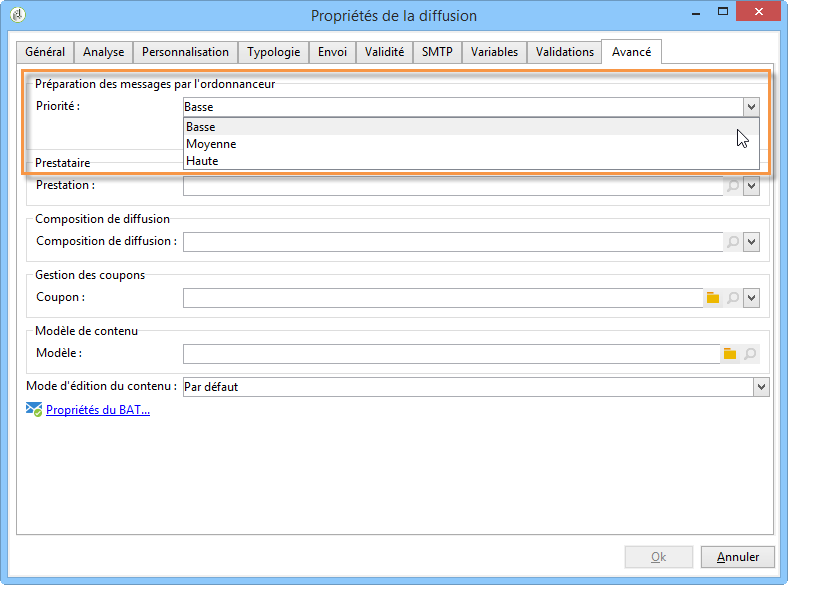 Propriétés de la diffusion
Général Analyse Personnalisation Typologie Envoi Validité SMTP Variables Validations Avancé
Préparation des messages par l'ordonnanceur
Priorité : Basse
Basse
Moyenne
Haute
Prestataire
Prestation :
Composition de diffusion
Composition de diffusion :
Gestion des coupons
Coupon :
Modèle de contenu
Modèle :
Mode d'édition du contenu : Par défaut
Propriétés du BAT...
Ok Annuler